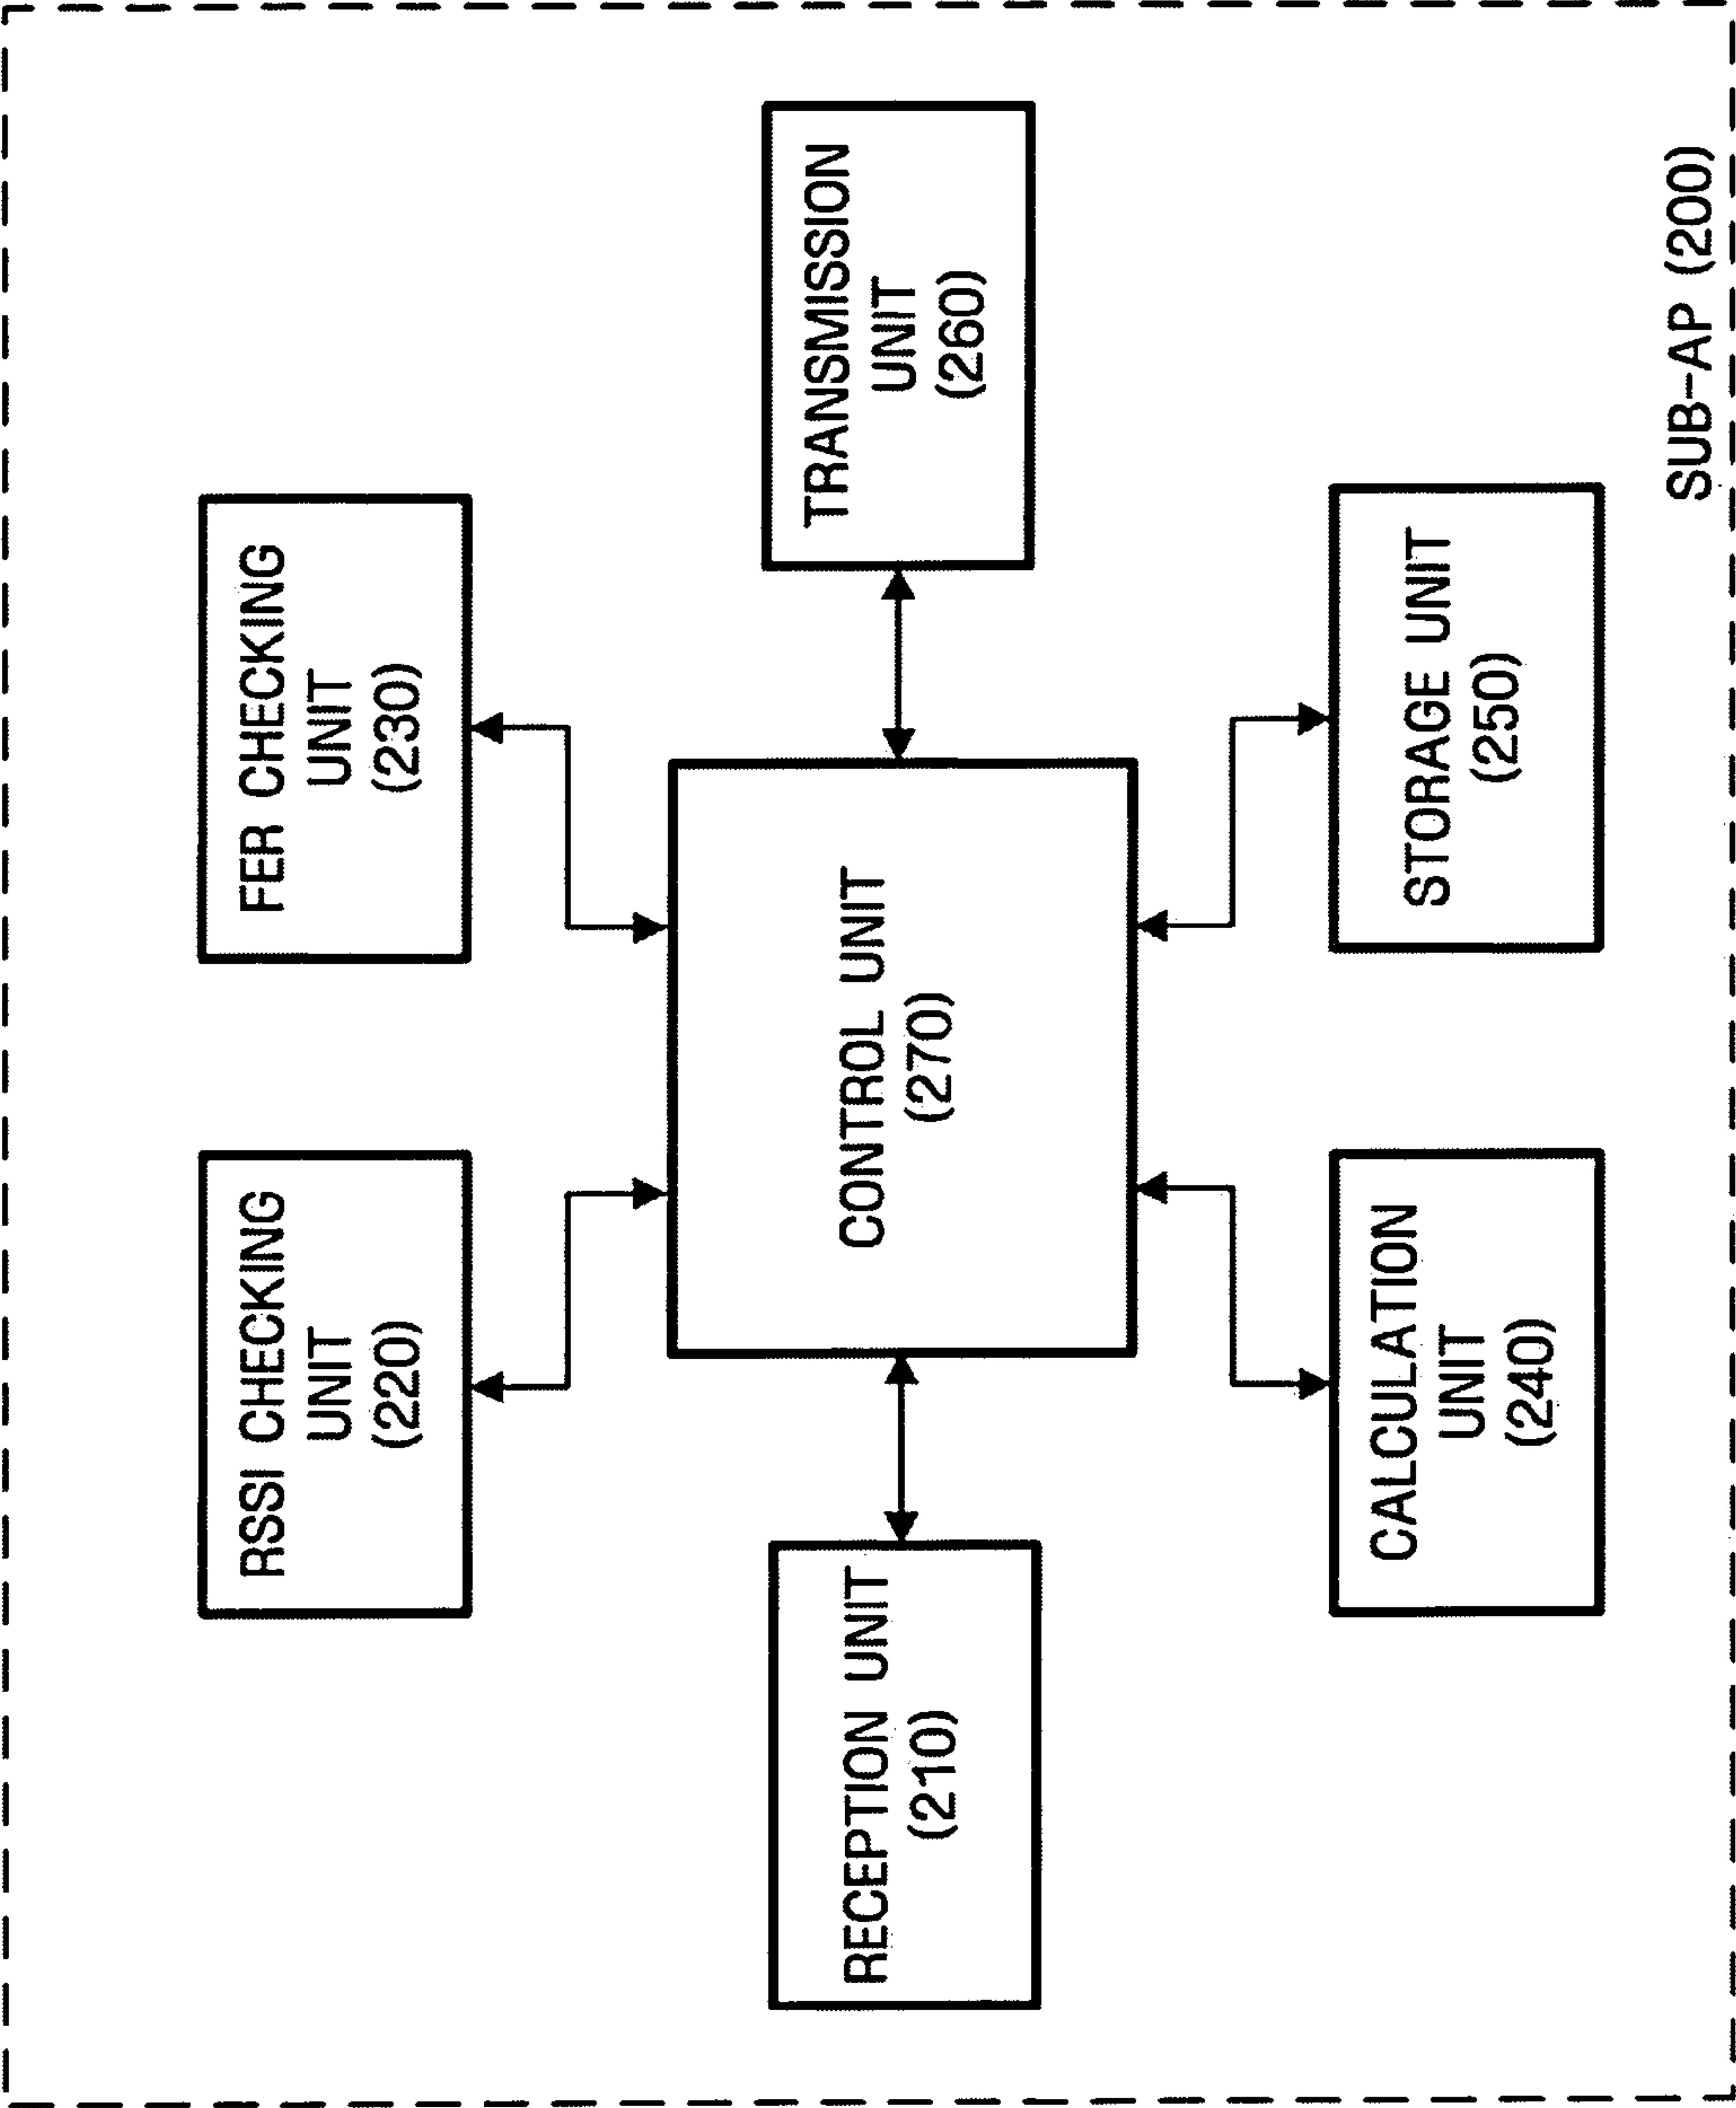 RSSI CHECKING
UNIT
(220)
FER CHECKING
UNIT
(230)
RECEPTION UNIT
(210)
CONTROL UNIT
(270)
TRANSMISSION
UNIT
(260)
CALCULATION
UNIT
(240)
STORAGE UNIT
(250)
SUB-AP (200)